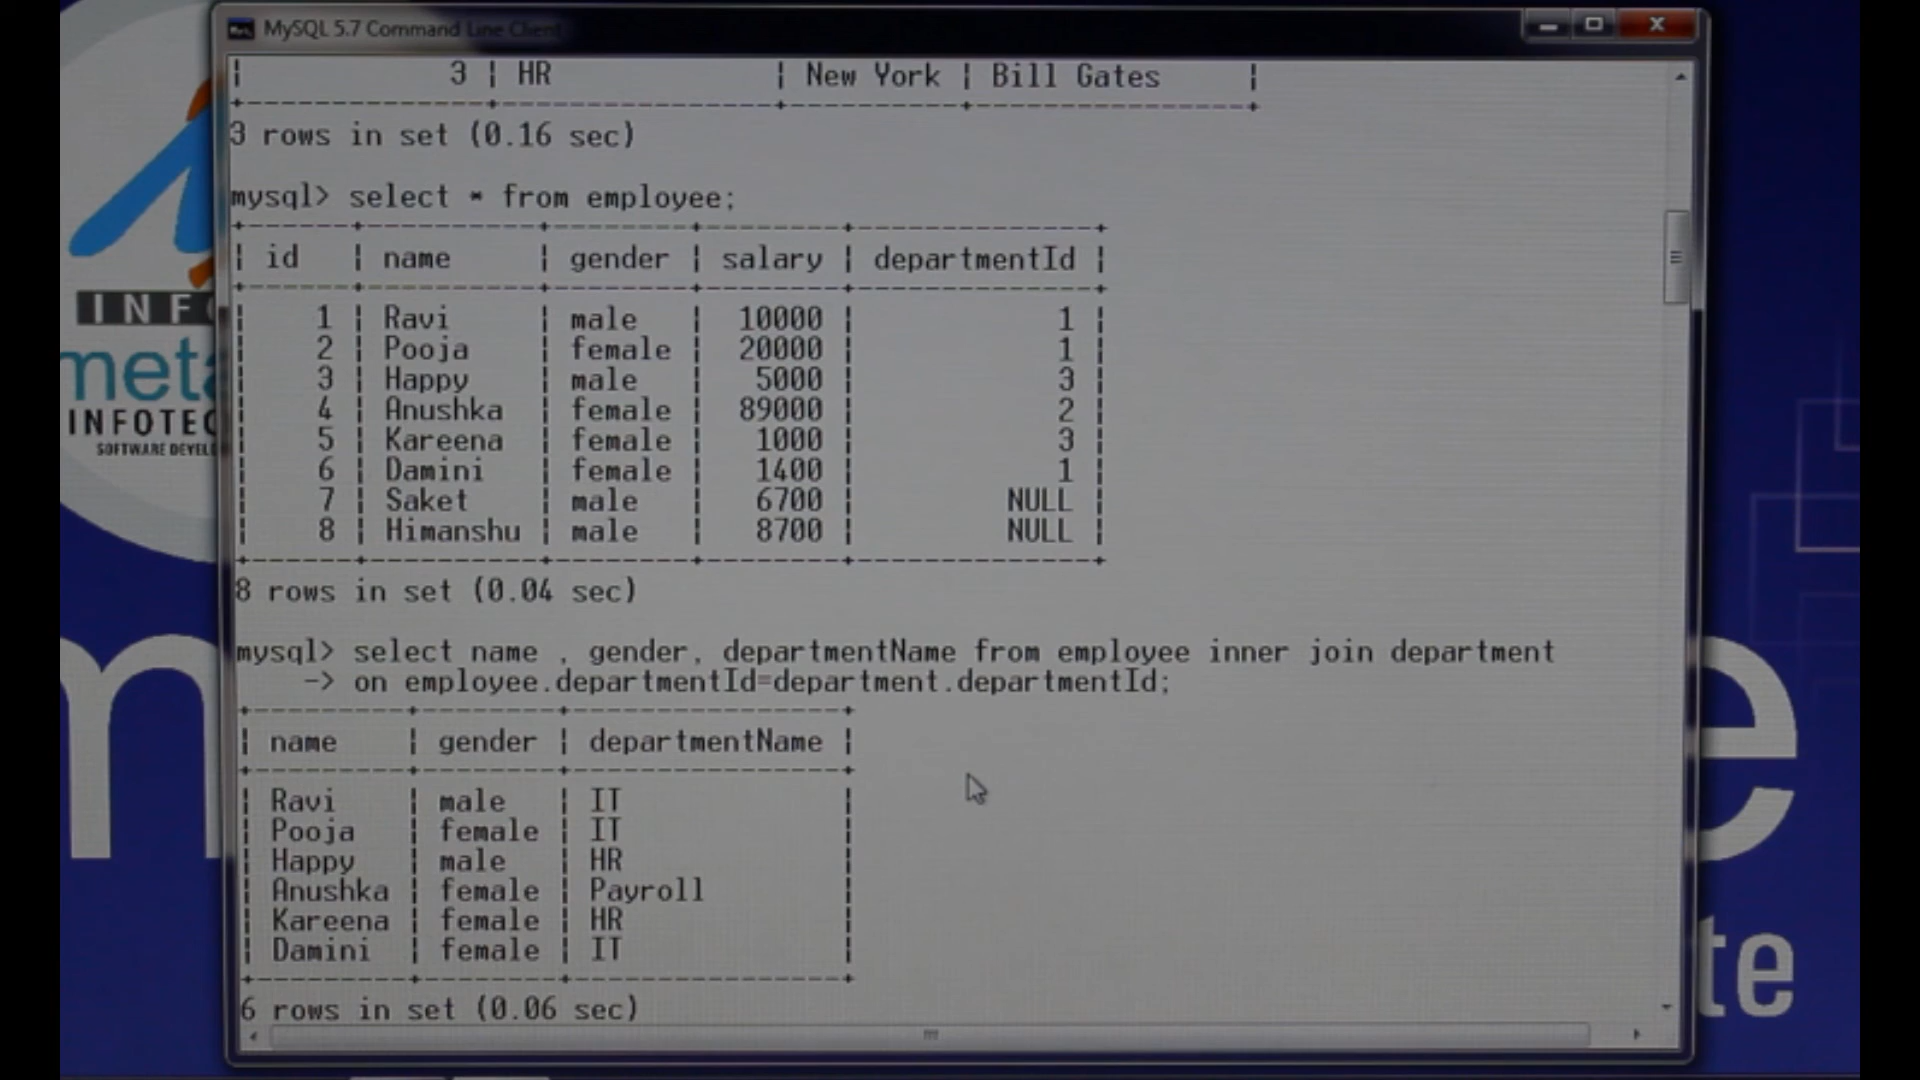 MySQL 5.7 Command Line Client
¦ 3 ¦ HR ¦ New York ¦ Bill Gates ¦
3 rows in set (0.16 sec)
mysql> select * from employee;
¦ id ¦ name ¦ gender ¦ salary ¦ departmentId ¦
¦ 1 ¦ Ravi ¦ male ¦ 10000 ¦ 1 ¦
¦ 2 ¦ Pooja ¦ female ¦ 20000 ¦ 1 ¦
¦ 3 ¦ Happy ¦ male ¦ 5000 ¦ 3 ¦
¦ 4 ¦ Anushka ¦ female ¦ 89000 ¦ 2 ¦
¦ 5 ¦ Kareena ¦ female ¦ 1000 ¦ 3 ¦
¦ 6 ¦ Damini ¦ female ¦ 1400 ¦ 1 ¦
¦ 7 ¦ Saket ¦ male ¦ 6700 ¦ NULL ¦
¦ 8 ¦ Himanshu ¦ male ¦ 8700 ¦ NULL ¦
8 rows in set (0.04 sec)
mysql> select name , gender, departmentName from employee inner join department
-> on employee.departmentId=department.departmentId;
¦ name ¦ gender ¦ departmentName ¦
¦ Ravi ¦ male ¦ IT ¦
¦ Pooja ¦ female ¦ IT ¦
¦ Happy ¦ male ¦ HR ¦
¦ Anushka ¦ female ¦ Payroll ¦
¦ Kareena ¦ female ¦ HR ¦
¦ Damini ¦ female ¦ IT ¦
6 rows in set (0.06 sec)
INF
meta
INFOTEC
SOFTWARE DEVEL
m
e
te